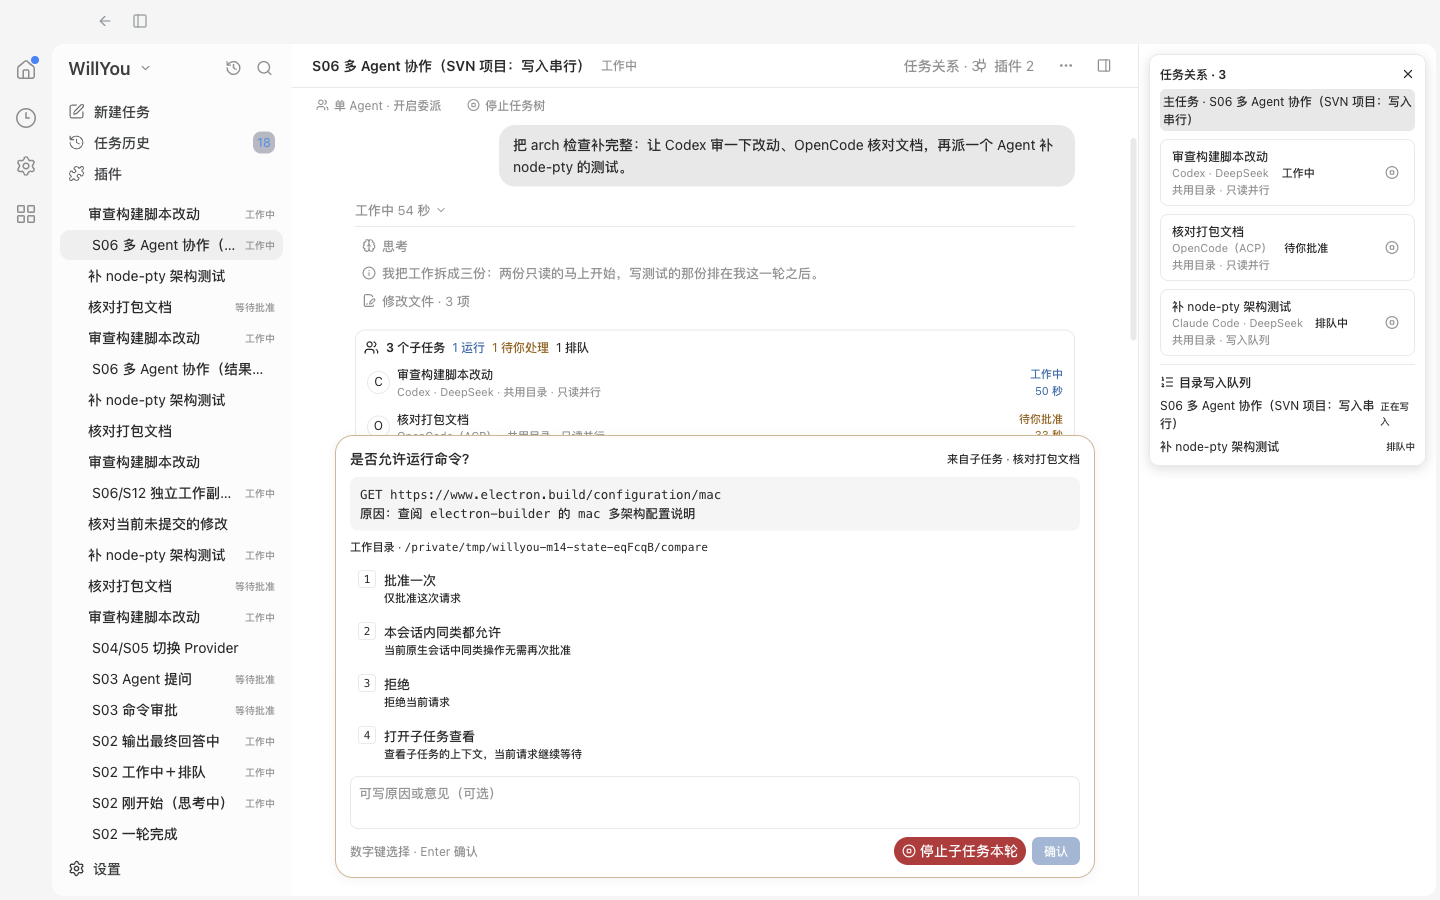 WillYou
新建任务
任务历史
18
插件
审查构建脚本改动 工作中
S06 多 Agent 协作（... 工作中
补 node-pty 架构测试
核对打包文档 等待批准
审查构建脚本改动 工作中
S06 多 Agent 协作（结果...
补 node-pty 架构测试
核对打包文档
审查构建脚本改动
S06/S12 独立工作副... 工作中
核对当前未提交的修改
补 node-pty 架构测试 工作中
核对打包文档 等待批准
审查构建脚本改动 工作中
S04/S05 切换 Provider
S03 Agent 提问 等待批准
S03 命令审批 等待批准
S02 输出最终回答中 工作中
S02 工作中＋排队 工作中
S02 刚开始（思考中） 工作中
S02 一轮完成
设置
S06 多 Agent 协作（SVN 项目：写入串行） 工作中
任务关系 · 3 插件 2
单 Agent · 开启委派 停止任务树
把 arch 检查补完整：让 Codex 审一下改动、OpenCode 核对文档，再派一个 Agent 补
node-pty 的测试。
工作中 54 秒
思考
我把工作拆成三份：两份只读的马上开始，写测试的那份排在我这一轮之后。
修改文件 · 3 项
3 个子任务 1 运行 1 待你处理 1 排队
C 审查构建脚本改动 工作中
Codex · DeepSeek · 共用目录 · 只读并行 50 秒
O 核对打包文档 待你批准
OpenCode（ACP） · 共用目录 · 只读并行 33 秒
是否允许运行命令？ 来自子任务 · 核对打包文档
GET https://www.electron.build/configuration/mac
原因：查阅 electron-builder 的 mac 多架构配置说明
工作目录 · /private/tmp/willyou-m14-state-eqFcqB/compare
1 批准一次
仅批准这次请求
2 本会话内同类都允许
当前原生会话中同类操作无需再次批准
3 拒绝
拒绝当前请求
4 打开子任务查看
查看子任务的上下文，当前请求继续等待
可写原因或意见（可选）
数字键选择 · Enter 确认 停止子任务本轮 确认
任务关系 · 3
主任务 · S06 多 Agent 协作（SVN 项目：写入
串行）
审查构建脚本改动
Codex · DeepSeek 工作中
共用目录 · 只读并行
核对打包文档
OpenCode（ACP） 待你批准
共用目录 · 只读并行
补 node-pty 架构测试
Claude Code · DeepSeek 排队中
共用目录 · 写入队列
目录写入队列
S06 多 Agent 协作（SVN 项目：写入串 正在写
行） 入
补 node-pty 架构测试 排队中